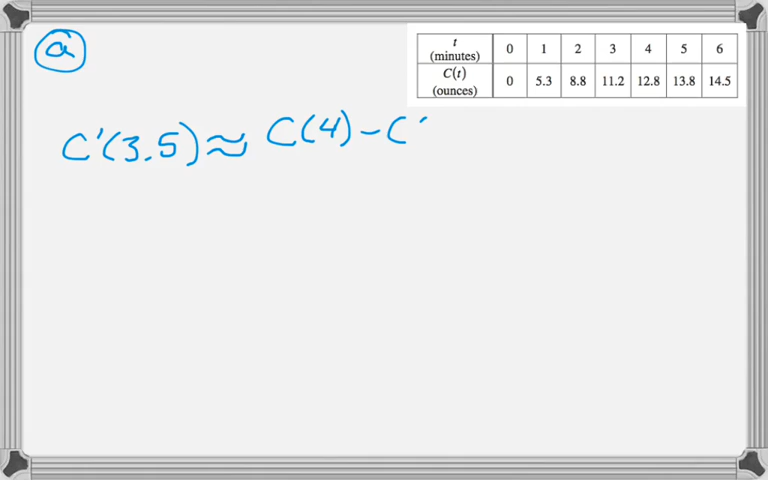 a
t (minutes) 0 1 2 3 4 5 6
C(t) (ounces) 0 5.3 8.8 11.2 12.8 13.8 14.5
C'(3.5) ≈ C(4) - C